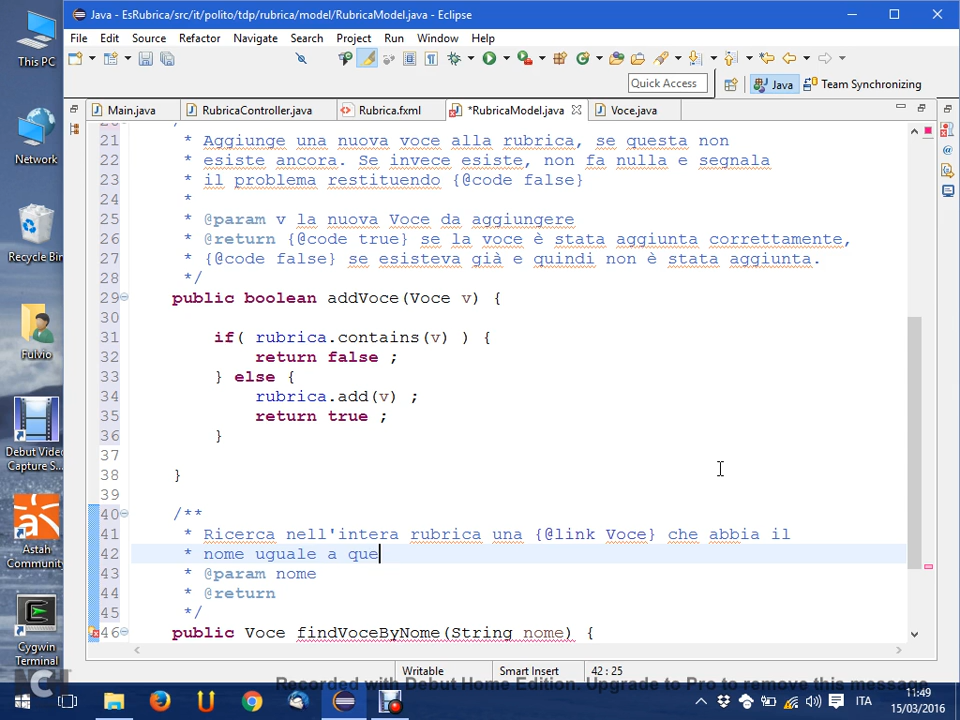 This PC
Network
Recycle Bin
Fulvio
Debut Video
Capture S...
Astah
Community
Cygwin
Terminal
Java - EsRubrica/src/it/polito/tdp/rubrica/model/RubricaModel.java - Eclipse
File Edit Source Refactor Navigate Search Project Run Window Help
Quick Access
Java
Team Synchronizing
Main.java
RubricaController.java
Rubrica.fxml
*RubricaModel.java
Voce.java
21 * Aggiunge una nuova voce alla rubrica, se questa non
22 * esiste ancora. Se invece esiste, non fa nulla e segnala
23 * il problema restituendo {@code false}
24 *
25 * @param v la nuova Voce da aggiungere
26 * @return {@code true} se la voce è stata aggiunta correttamente,
27 * {@code false} se esisteva già e quindi non è stata aggiunta.
28 */
29 public boolean addVoce(Voce v) {
30
31 if( rubrica.contains(v) ) {
32 return false ;
33 } else {
34 rubrica.add(v) ;
35 return true ;
36 }
37
38 }
39
40 /**
41 * Ricerca nell'intera rubrica una {@link Voce} che abbia il
42 * nome uguale a que
43 * @param nome
44 * @return
45 */
46 public Voce findVoceByNome(String nome) {
Writable
Smart Insert
42 : 25
Recorded with Debut Home Edition. Upgrade to Pro to remove this message
ITA
11:49
15/03/2016